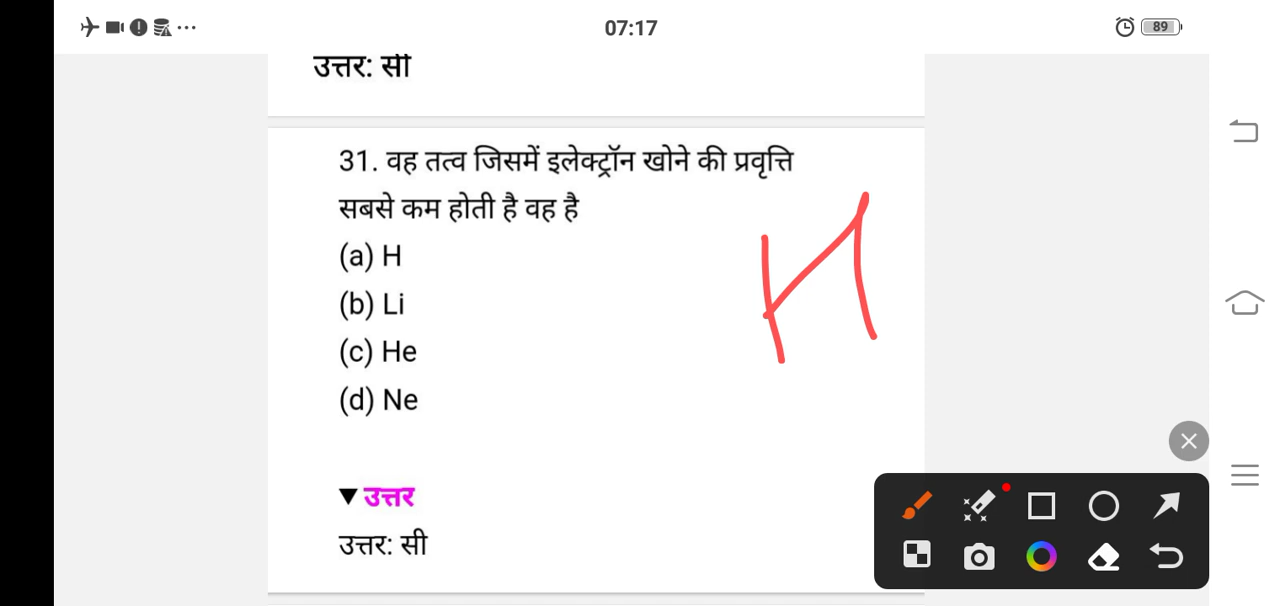 07:17
89
उत्तर: सी
31. वह तत्व जिसमें इलेक्ट्रॉन खोने की प्रवृत्ति
सबसे कम होती है वह है
(a) H
(b) Li
(c) He
(d) Ne
H
▼ उत्तर
उत्तर: सी